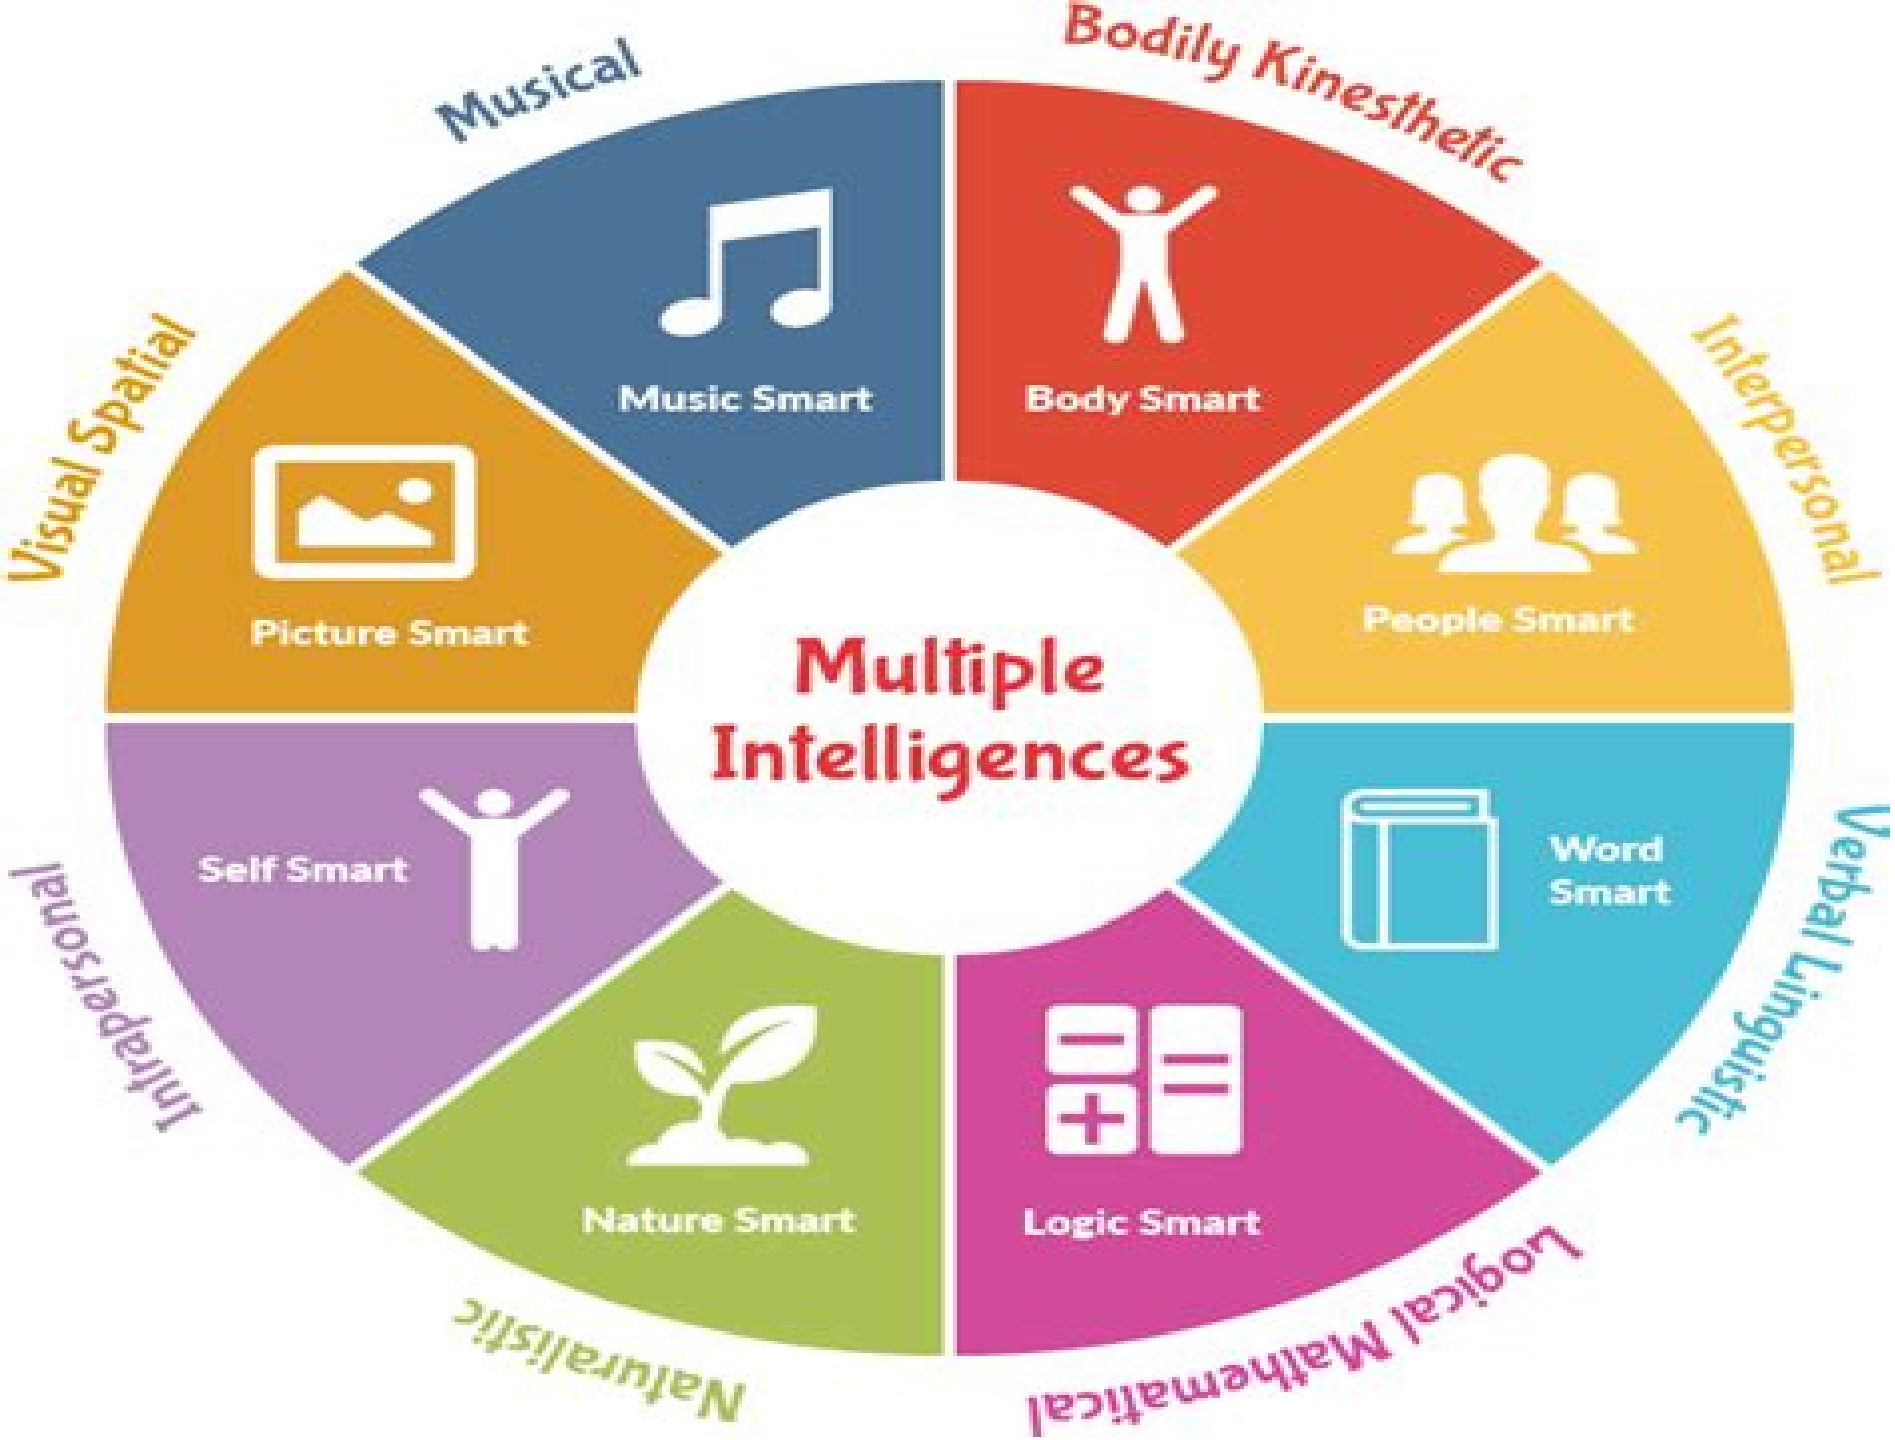 Musical
Bodily Kinesthetic
Interpersonal
Verbal Linguistic
Logical Mathematical
Naturalistic
Intrapersonal
Visual Spatial
Music Smart
Body Smart
People Smart
Word
Smart
Logic Smart
Nature Smart
Self Smart
Picture Smart
Multiple
Intelligences